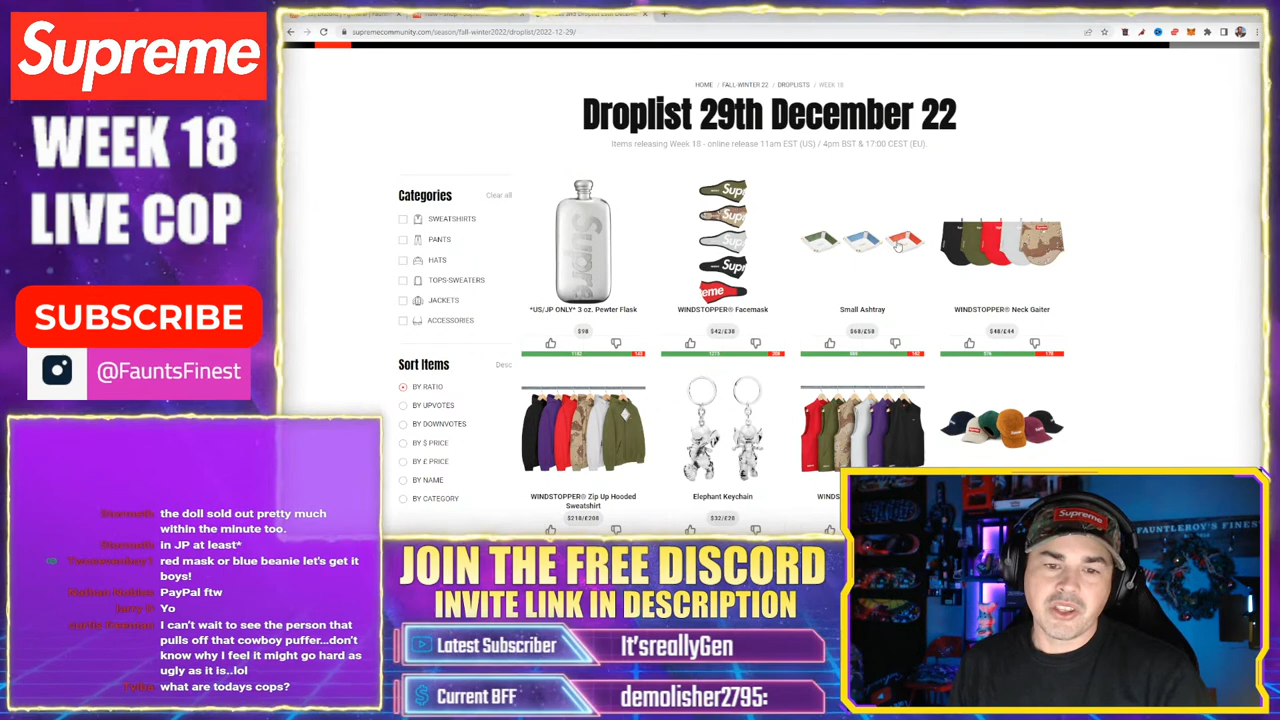 Supreme
WEEK 18
LIVE COP
SUBSCRIBE
@FauntsFinest
supremecommunity.com/season/fall-winter2022/droplist/2022-12-29/
HOME / FALL-WINTER 22 / DROPLISTS / WEEK 18
Droplist 29th December 22
Items releasing Week 18 - online release 11am EST (US) / 4pm BST & 17:00 CEST (EU).
Categories
Clear all
SWEATSHIRTS
PANTS
HATS
TOPS-SWEATERS
JACKETS
ACCESSORIES
Sort Items
Desc
BY RATIO
BY UPVOTES
BY DOWNVOTES
BY $ PRICE
BY £ PRICE
BY NAME
BY CATEGORY
*US/JP ONLY* 3 oz. Pewter Flask
$98
WINDSTOPPER® Facemask
$42/£38
Small Ashtray
$68/£58
WINDSTOPPER® Neck Gaiter
$48/£44
WINDSTOPPER® Zip Up Hooded
Sweatshirt
$218/£208
Elephant Keychain
$32/£28
the doll sold out pretty much
within the minute too.
in JP at least*
red mask or blue beanie let's get it
boys!
PayPal ftw
Yo
I can't wait to see the person that
pulls off that cowboy puffer...don't
know why I feel it might go hard as
ugly as it is..lol
what are todays cops?
JOIN THE FREE DISCORD
INVITE LINK IN DESCRIPTION
Latest Subscriber
It'sreallyGen
Current BFF
demolisher2795:
Supreme
FAUNTLEROY'S FINEST